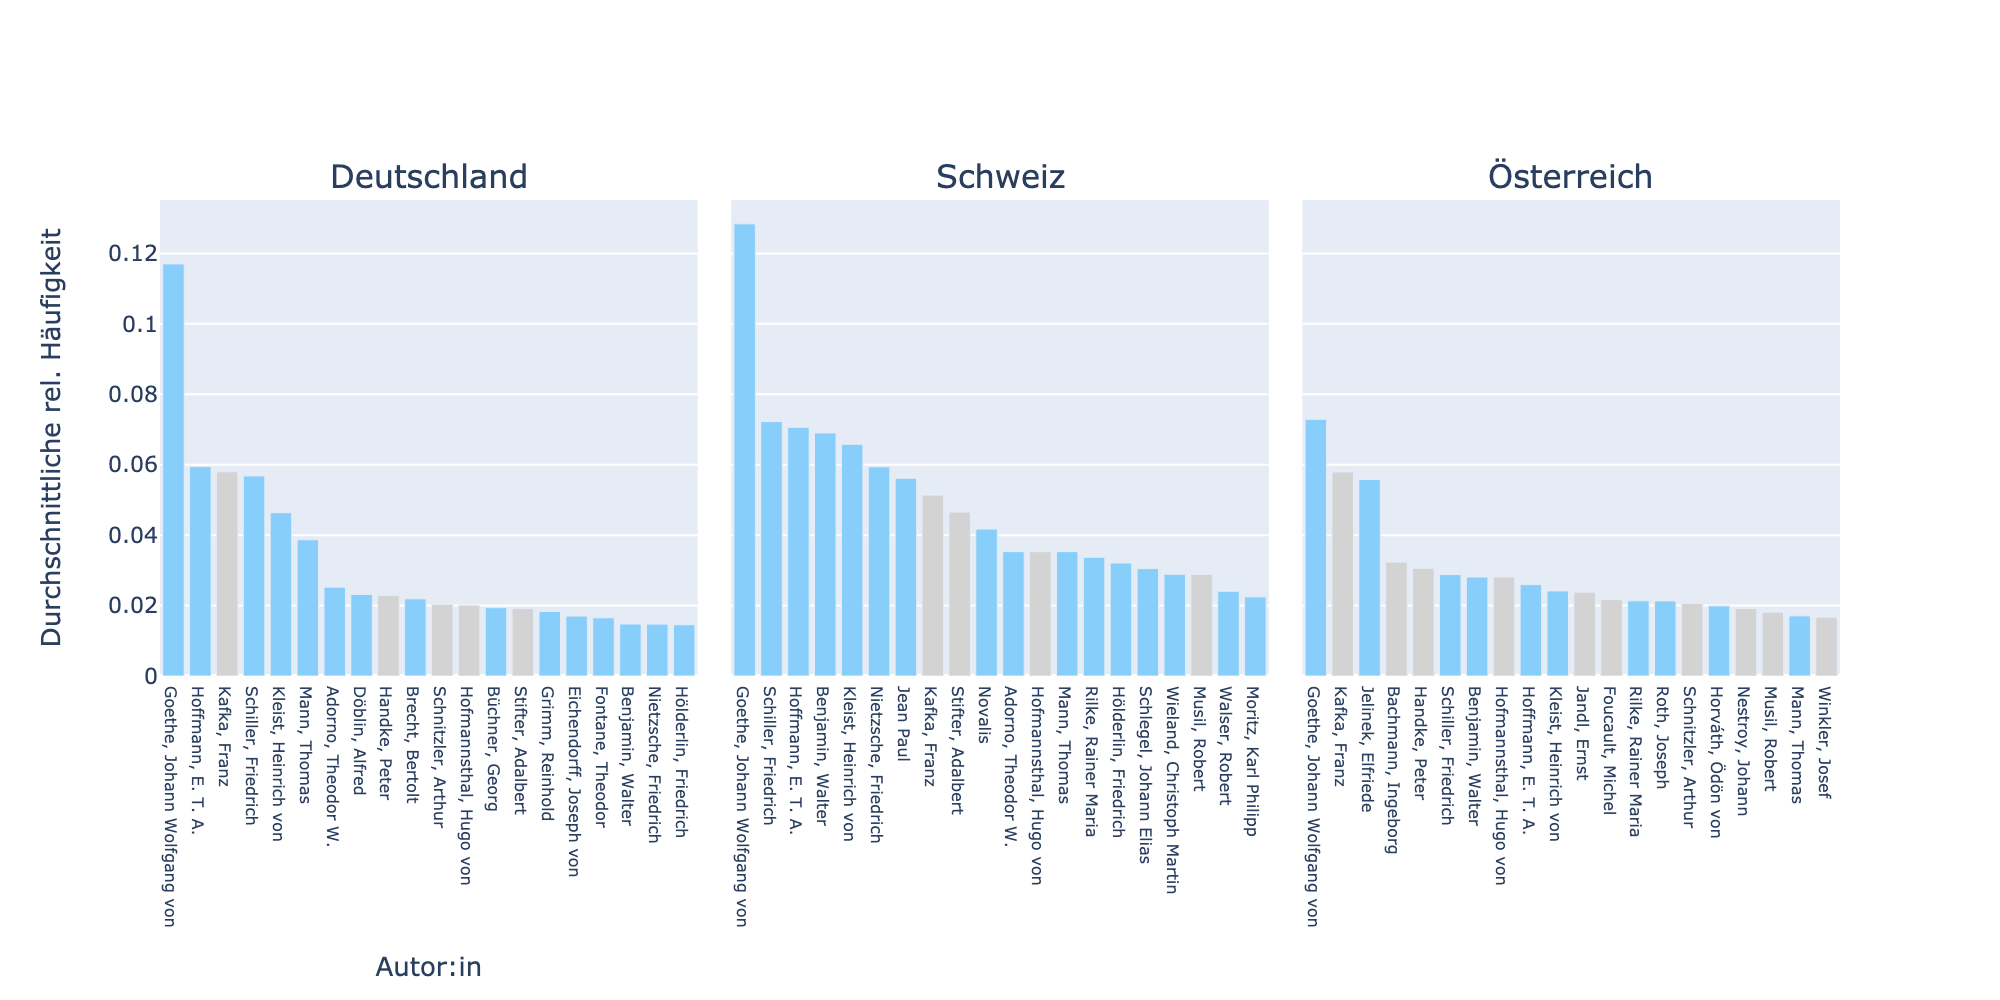 Deutschland
Schweiz
Österreich
Durchschnittliche rel. Häufigkeit
0.12
0.1
0.08
0.06
0.04
0.02
0
Goethe, Johann Wolfgang von
Hoffmann, E. T. A.
Kafka, Franz
Schiller, Friedrich
Kleist, Heinrich von
Mann, Thomas
Adorno, Theodor W.
Döblin, Alfred
Handke, Peter
Brecht, Bertolt
Schnitzler, Arthur
Hofmannsthal, Hugo von
Büchner, Georg
Stifter, Adalbert
Grimm, Reinhold
Eichendorff, Joseph von
Fontane, Theodor
Benjamin, Walter
Nietzsche, Friedrich
Hölderlin, Friedrich
Goethe, Johann Wolfgang von
Schiller, Friedrich
Hoffmann, E. T. A.
Benjamin, Walter
Kleist, Heinrich von
Nietzsche, Friedrich
Jean Paul
Kafka, Franz
Stifter, Adalbert
Novalis
Adorno, Theodor W.
Hofmannsthal, Hugo von
Mann, Thomas
Rilke, Rainer Maria
Hölderlin, Friedrich
Schlegel, Johann Elias
Wieland, Christoph Martin
Musil, Robert
Walser, Robert
Moritz, Karl Philipp
Goethe, Johann Wolfgang von
Kafka, Franz
Jelinek, Elfriede
Bachmann, Ingeborg
Handke, Peter
Schiller, Friedrich
Benjamin, Walter
Hofmannsthal, Hugo von
Hoffmann, E. T. A.
Kleist, Heinrich von
Jandl, Ernst
Foucault, Michel
Rilke, Rainer Maria
Roth, Joseph
Schnitzler, Arthur
Horváth, Ödön von
Nestroy, Johann
Musil, Robert
Mann, Thomas
Winkler, Josef
Autor:in